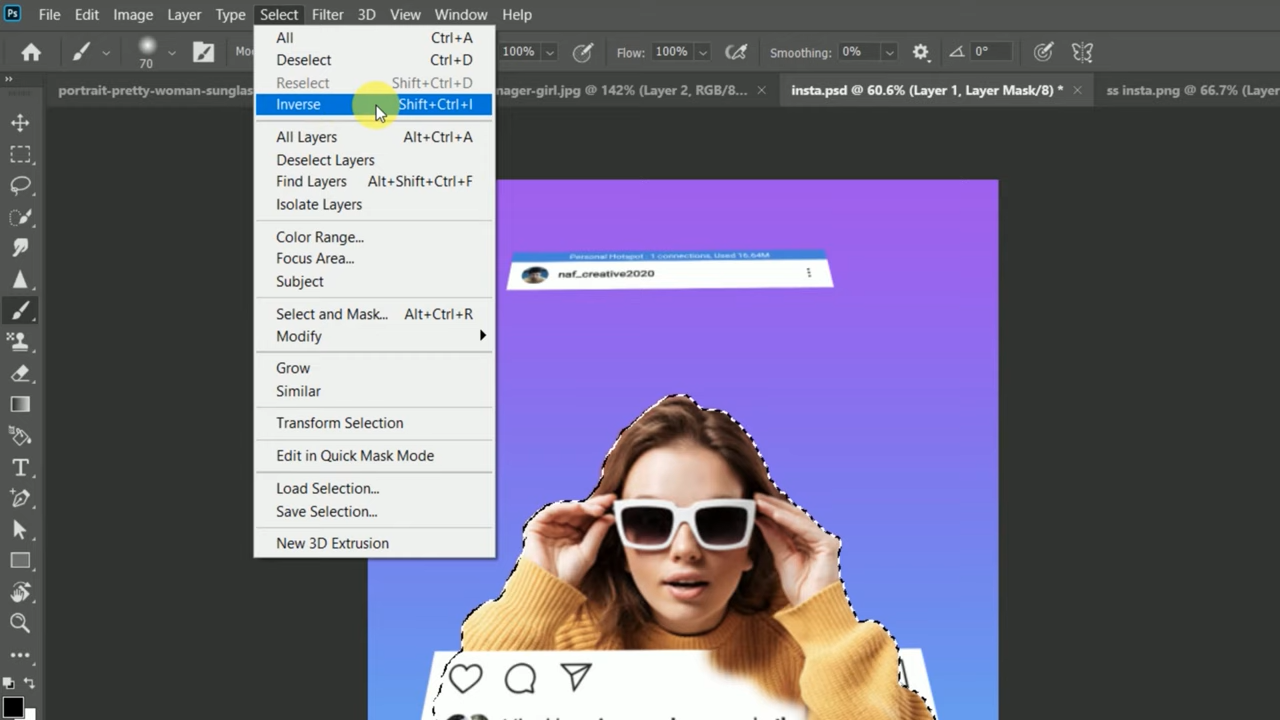 Ps File Edit Image Layer Type Select Filter 3D View Window Help
70 Mo 100% Flow: 100% Smoothing: 0% 0°
portrait-pretty-woman-sunglas nager-girl.jpg @ 142% (Layer 2, RGB/8... × insta.psd @ 60.6% (Layer 1, Layer Mask/8) * × ss insta.png @ 66.7% (Layer
All Ctrl+A
Deselect Ctrl+D
Reselect Shift+Ctrl+D
Inverse Shift+Ctrl+I
All Layers Alt+Ctrl+A
Deselect Layers
Find Layers Alt+Shift+Ctrl+F
Isolate Layers
Color Range...
Focus Area...
Subject
Select and Mask... Alt+Ctrl+R
Modify
Grow
Similar
Transform Selection
Edit in Quick Mask Mode
Load Selection...
Save Selection...
New 3D Extrusion
Personal Hotspot · 1 connections, Used 16.64M
naf_creative2020
T